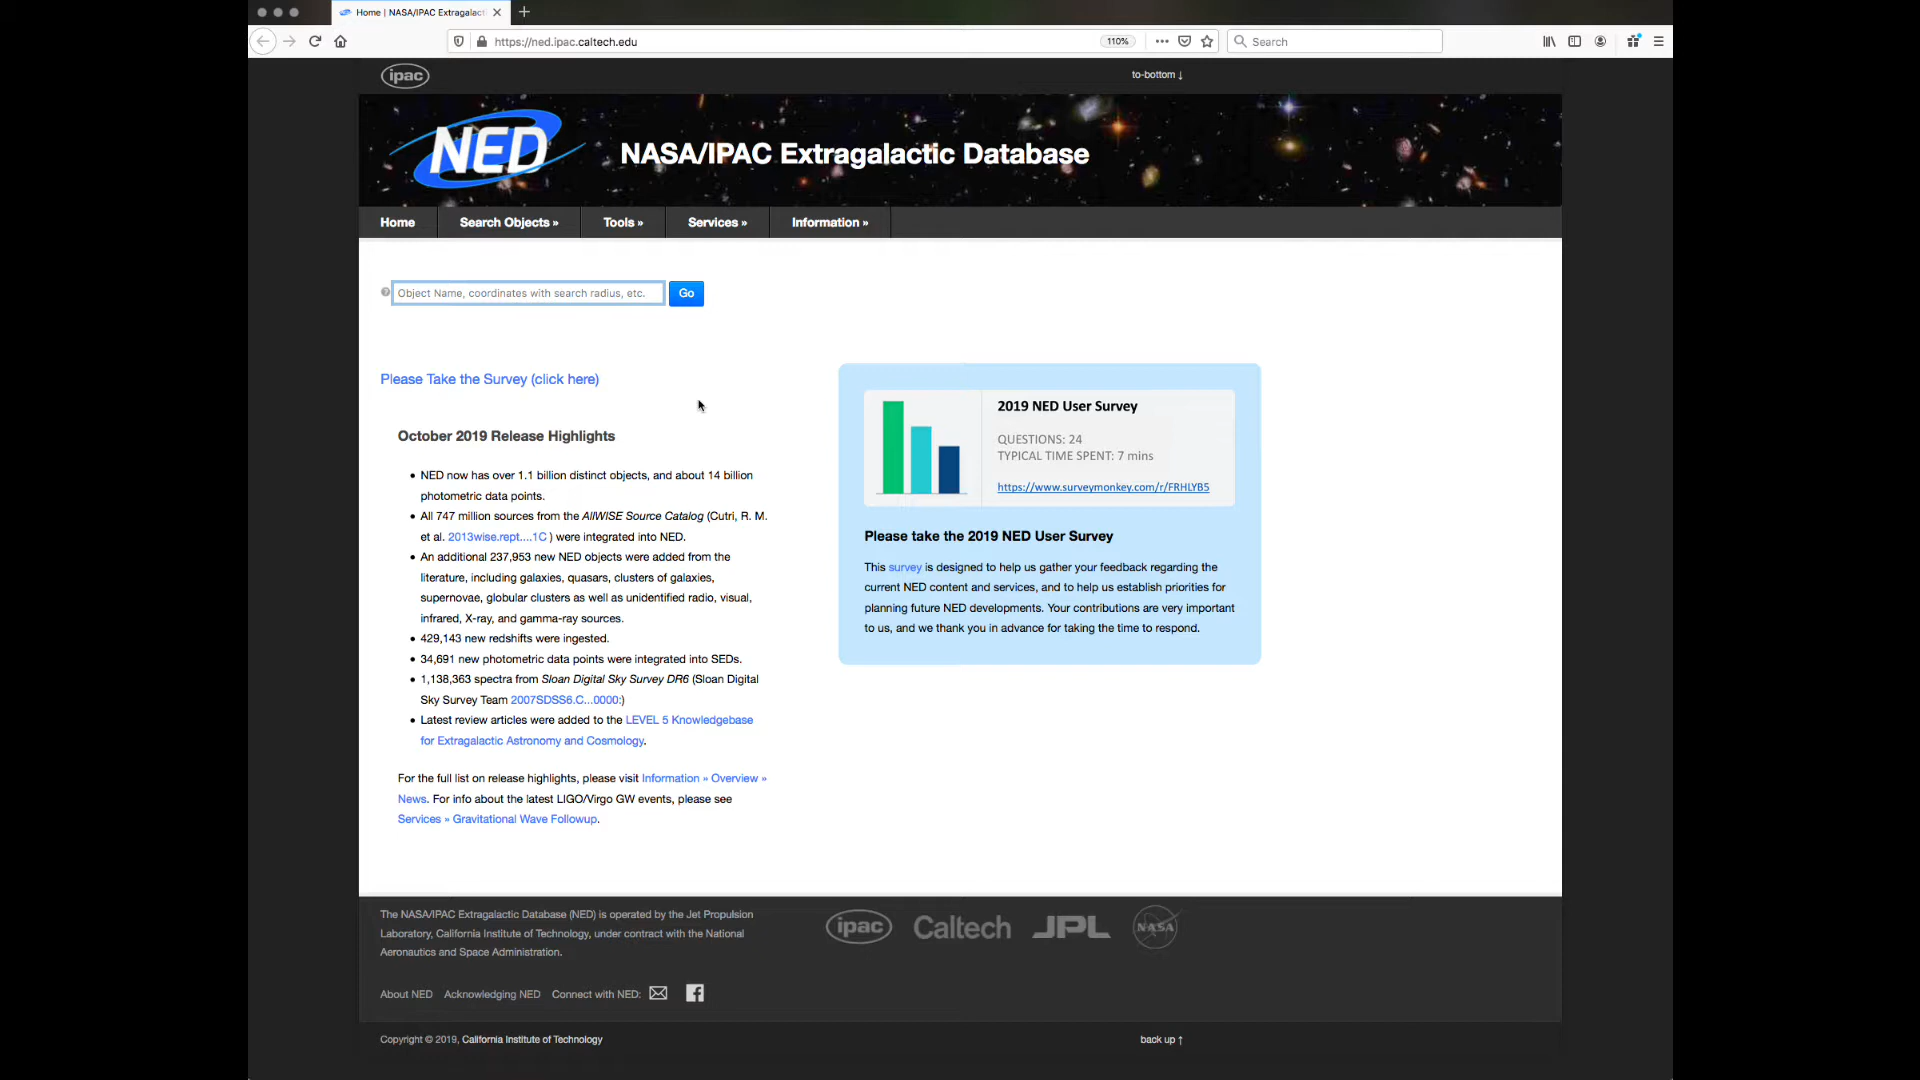 Home | NASA/IPAC Extragalact
https://ned.ipac.caltech.edu
110%
Search
ipac
to-bottom ↓
NED
NASA/IPAC Extragalactic Database
Home
Search Objects »
Tools »
Services »
Information »
Object Name, coordinates with search radius, etc.
Go
Please Take the Survey (click here)
October 2019 Release Highlights
• NED now has over 1.1 billion distinct objects, and about 14 billion
photometric data points.
• All 747 million sources from the AllWISE Source Catalog (Cutri, R. M.
et al. 2013wise.rept....1C ) were integrated into NED.
• An additional 237,953 new NED objects were added from the
literature, including galaxies, quasars, clusters of galaxies,
supernovae, globular clusters as well as unidentified radio, visual,
infrared, X-ray, and gamma-ray sources.
• 429,143 new redshifts were ingested.
• 34,691 new photometric data points were integrated into SEDs.
• 1,138,363 spectra from Sloan Digital Sky Survey DR6 (Sloan Digital
Sky Survey Team 2007SDSS6.C...0000:)
• Latest review articles were added to the LEVEL 5 Knowledgebase
for Extragalactic Astronomy and Cosmology.
For the full list on release highlights, please visit Information » Overview »
News. For info about the latest LIGO/Virgo GW events, please see
Services » Gravitational Wave Followup.
2019 NED User Survey
QUESTIONS: 24
TYPICAL TIME SPENT: 7 mins
https://www.surveymonkey.com/r/FRHLYB5
Please take the 2019 NED User Survey
This survey is designed to help us gather your feedback regarding the
current NED content and services, and to help us establish priorities for
planning future NED developments. Your contributions are very important
to us, and we thank you in advance for taking the time to respond.
The NASA/IPAC Extragalactic Database (NED) is operated by the Jet Propulsion
Laboratory, California Institute of Technology, under contract with the National
Aeronautics and Space Administration.
ipac
Caltech
JPL
NASA
About NED
Acknowledging NED
Connect with NED:
Copyright © 2019, California Institute of Technology
back up ↑